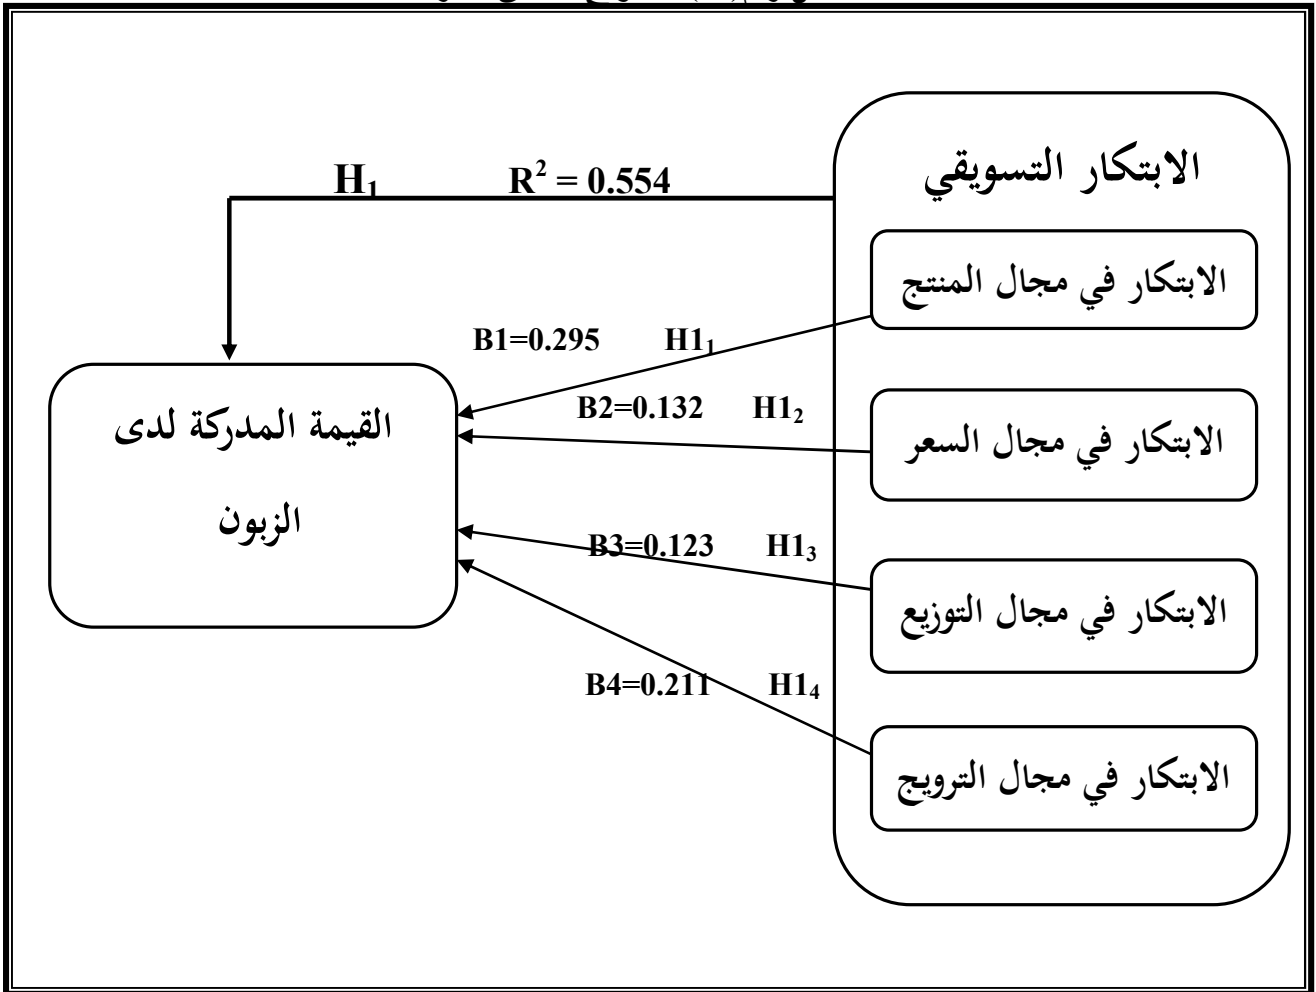 الابتكار التسويقي
H₁ R² = 0.554
الابتكار في مجال المنتج
B1=0.295 H1₁
الابتكار في مجال السعر
B2=0.132 H1₂
القيمة المدركة لدى
الزبون
B3=0.123 H1₃
الابتكار في مجال التوزيع
B4=0.211 H1₄
الابتكار في مجال الترويج